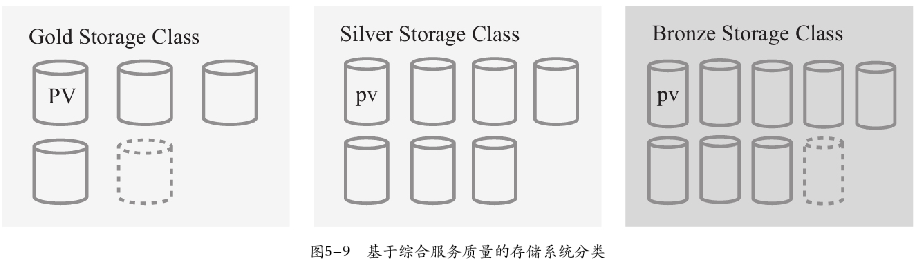 Gold Storage Class
PV
Silver Storage Class
pv
Bronze Storage Class
pv
图5-9 基于综合服务质量的存储系统分类